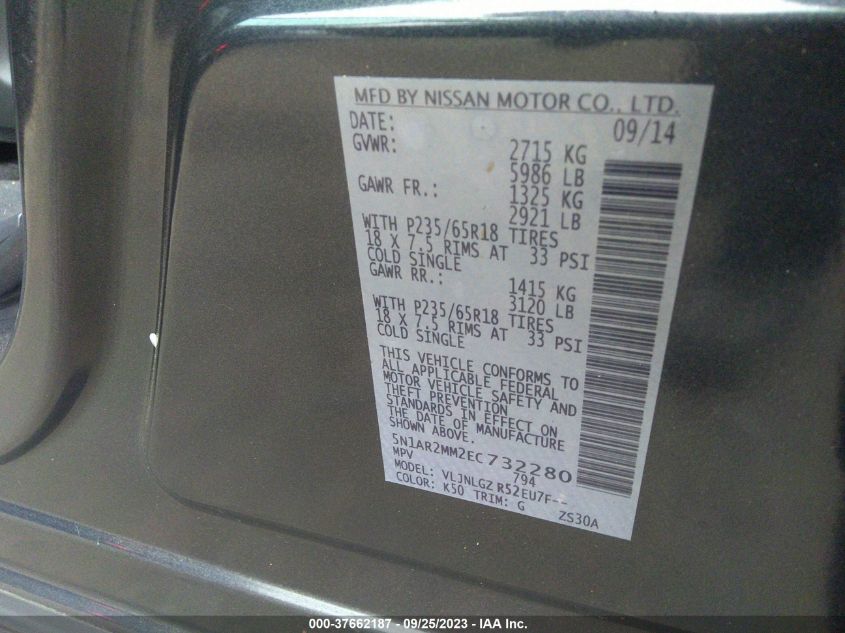 MFD BY NISSAN MOTOR CO., LTD.
DATE: 09/14
GVWR: 2715 KG
5986 LB
GAWR FR.: 1325 KG
2921 LB
WITH P235/65R18 TIRES
18 X 7.5 RIMS AT 33 PSI
COLD SINGLE
GAWR RR.: 1415 KG
3120 LB
WITH P235/65R18 TIRES
18 X 7.5 RIMS AT 33 PSI
COLD SINGLE
THIS VEHICLE CONFORMS TO
ALL APPLICABLE FEDERAL
MOTOR VEHICLE SAFETY AND
THEFT PREVENTION
STANDARDS IN EFFECT ON
THE DATE OF MANUFACTURE
SHOWN ABOVE.
5N1AR2MM2EC732280
MPV 794
MODEL: VLJNLGZ R52EU7F--
COLOR: K50 TRIM: G ZS30A
000-37662187 - 09/25/2023 - IAA Inc.